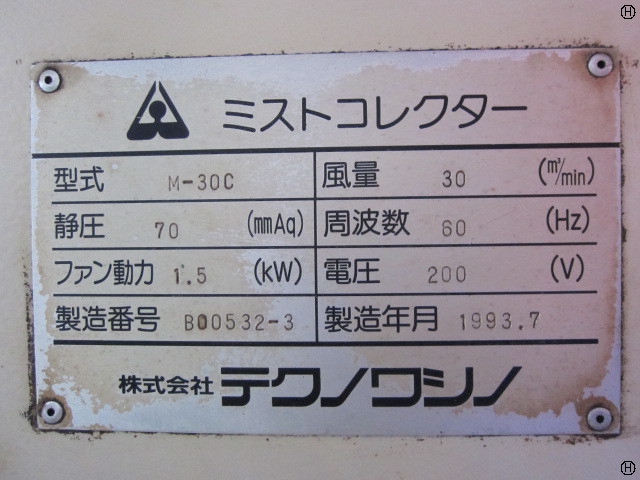 Ⓗ
ミストコレクター
型式 M-30C 風量 30 (m³/min)
静圧 70 (mmAq) 周波数 60 (Hz)
ファン動力 1.5 (kW) 電圧 200 (V)
製造番号 B00532-3 製造年月 1993.7
株式会社 テクノワシノ
Ⓗ